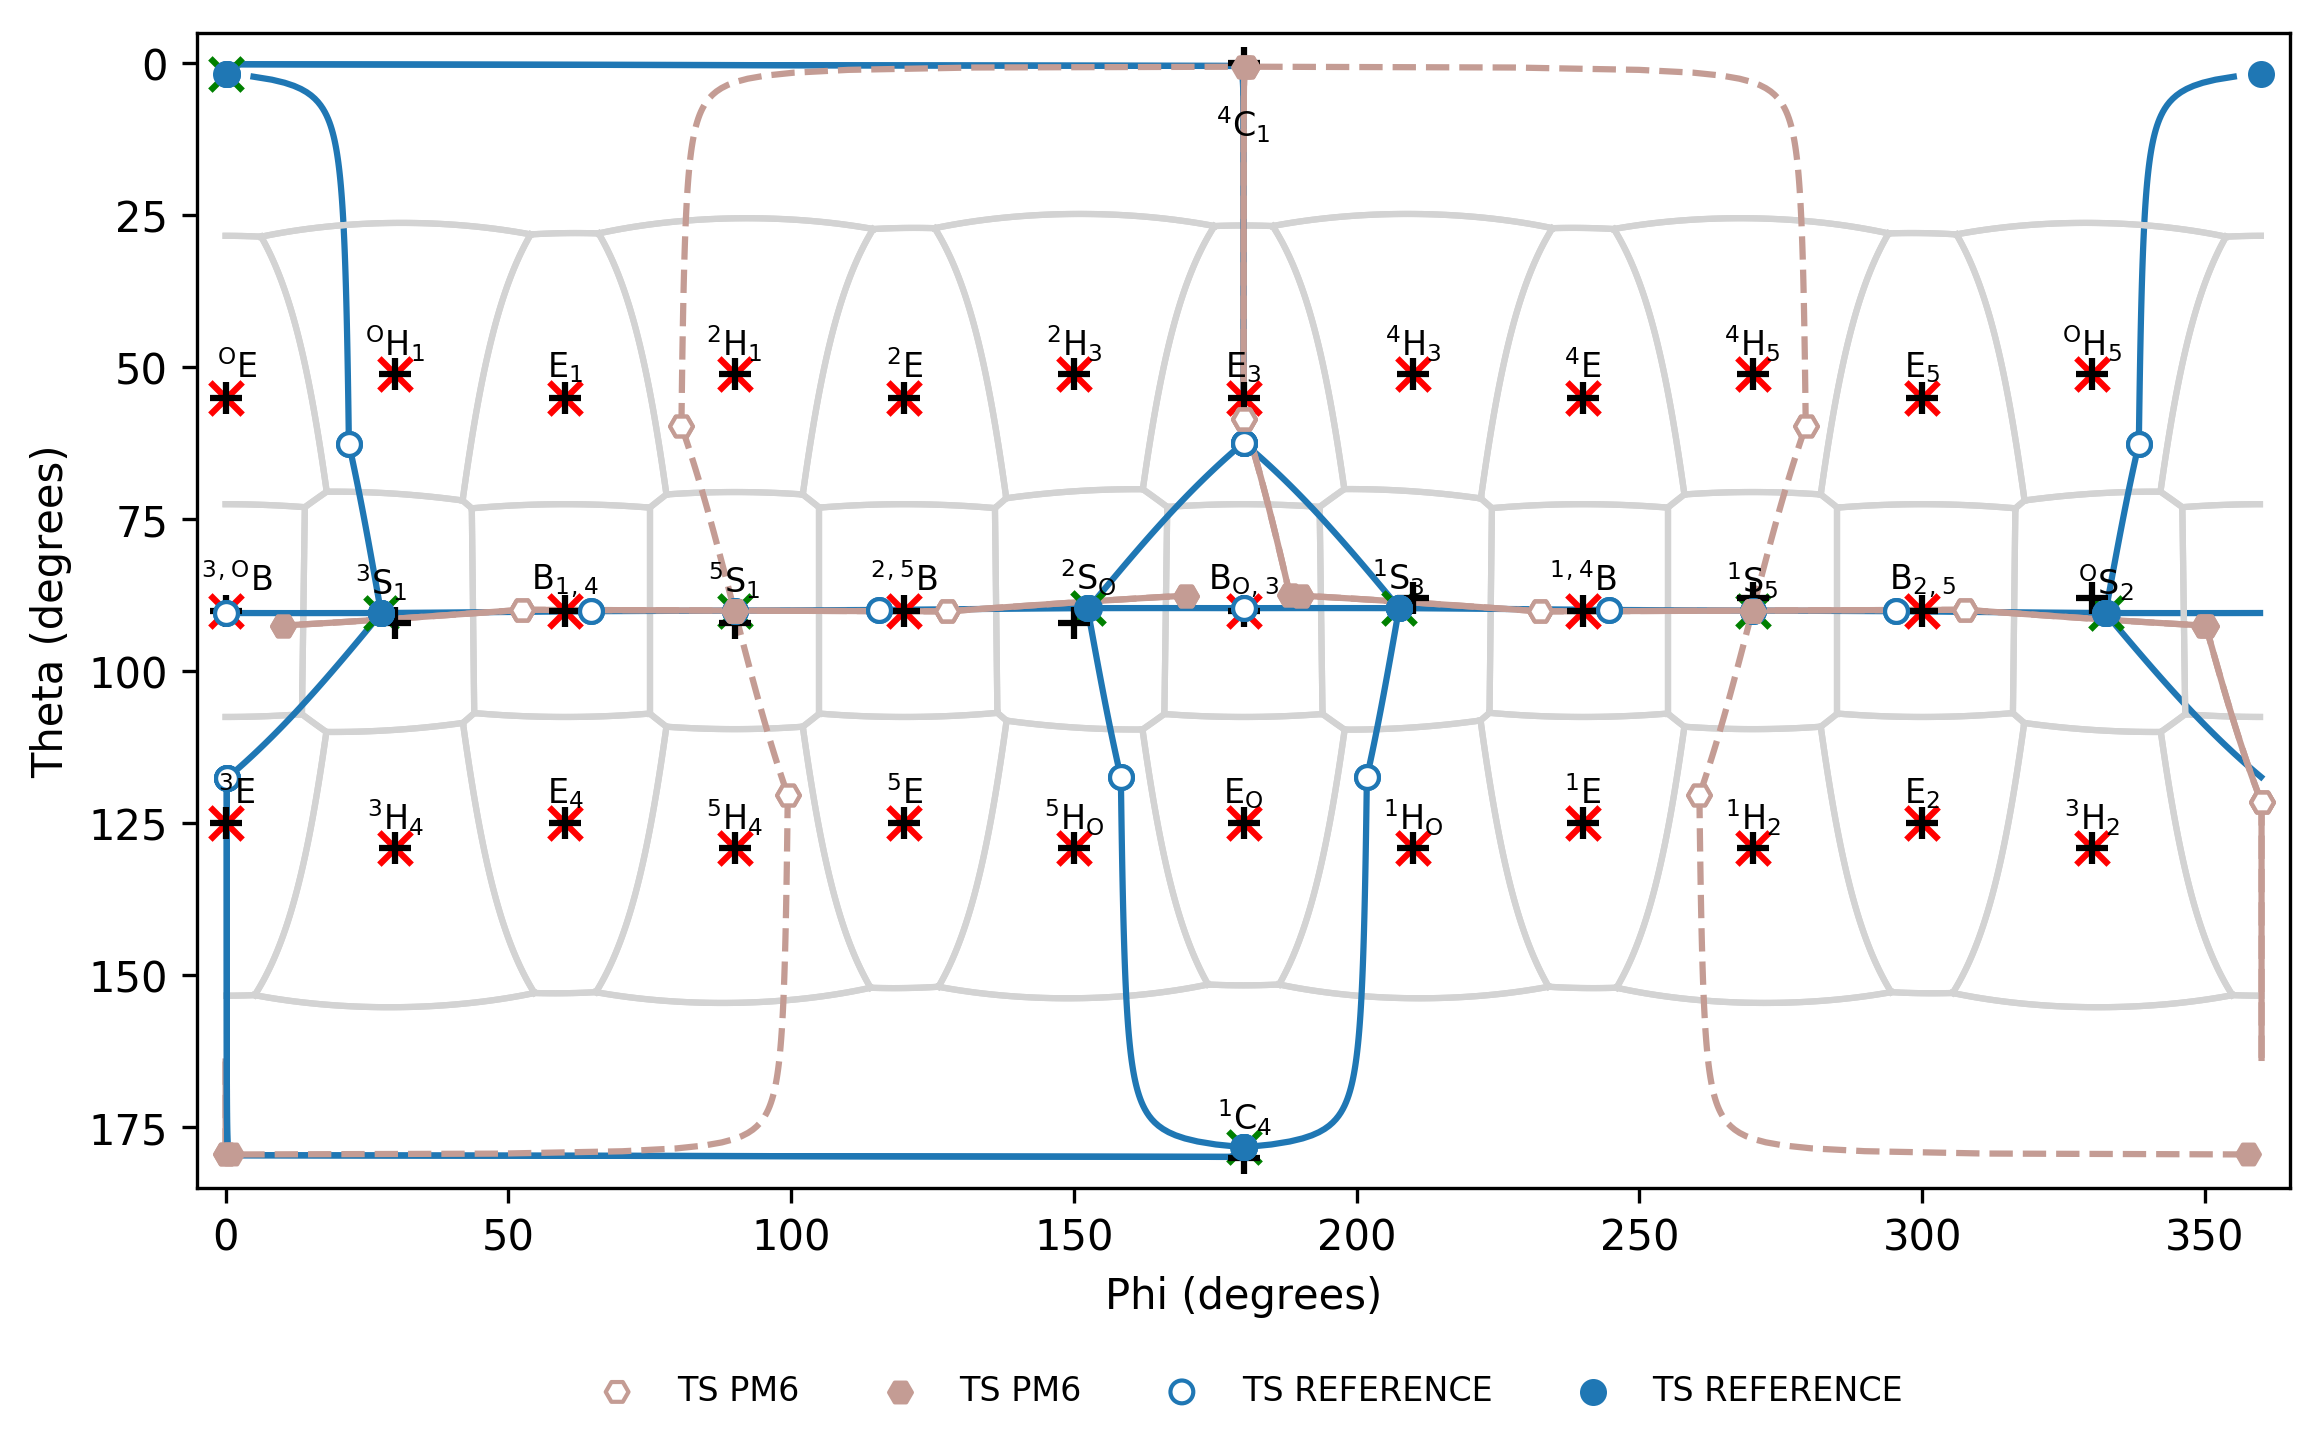 0
25
50
75
100
125
150
175
Theta (degrees)
⁴C₁
ᴼE ᴼH₁ E₁ ²H₁ ²E ²H₃ E₃ ⁴H₃ ⁴E ⁴H₅ E₅ ᴼH₅
³,ᴼB ³S₁ B₁,₄ ⁵S₁ ²,⁵B ²Sₒ Bₒ,₃ ¹S₃ ¹,⁴B ¹S₅ B₂,₅ ᴼS₂
³E ³H₄ E₄ ⁵H₄ ⁵E ⁵Hₒ Eₒ ¹Hₒ ¹E ¹H₂ E₂ ³H₂
¹C₄
0 50 100 150 200 250 300 350
Phi (degrees)
TS PM6 TS PM6 TS REFERENCE TS REFERENCE